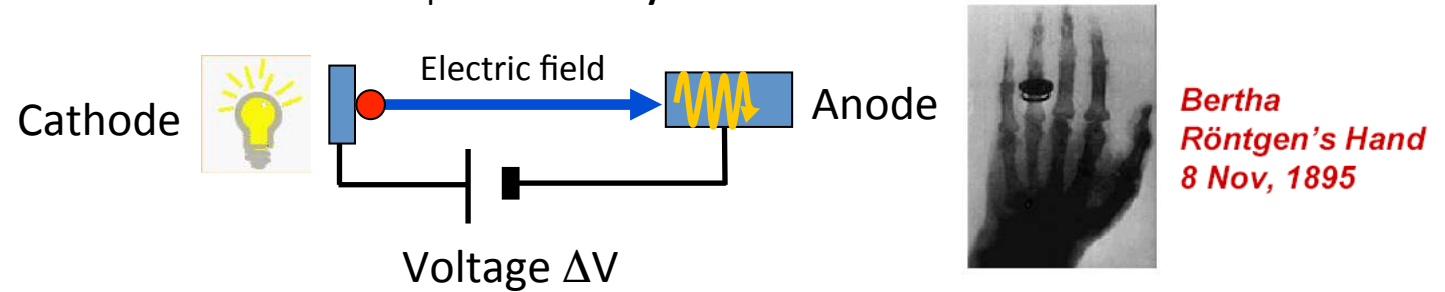 Electric field
Cathode
Anode
Voltage ΔV
Bertha
Röntgen's Hand
8 Nov, 1895